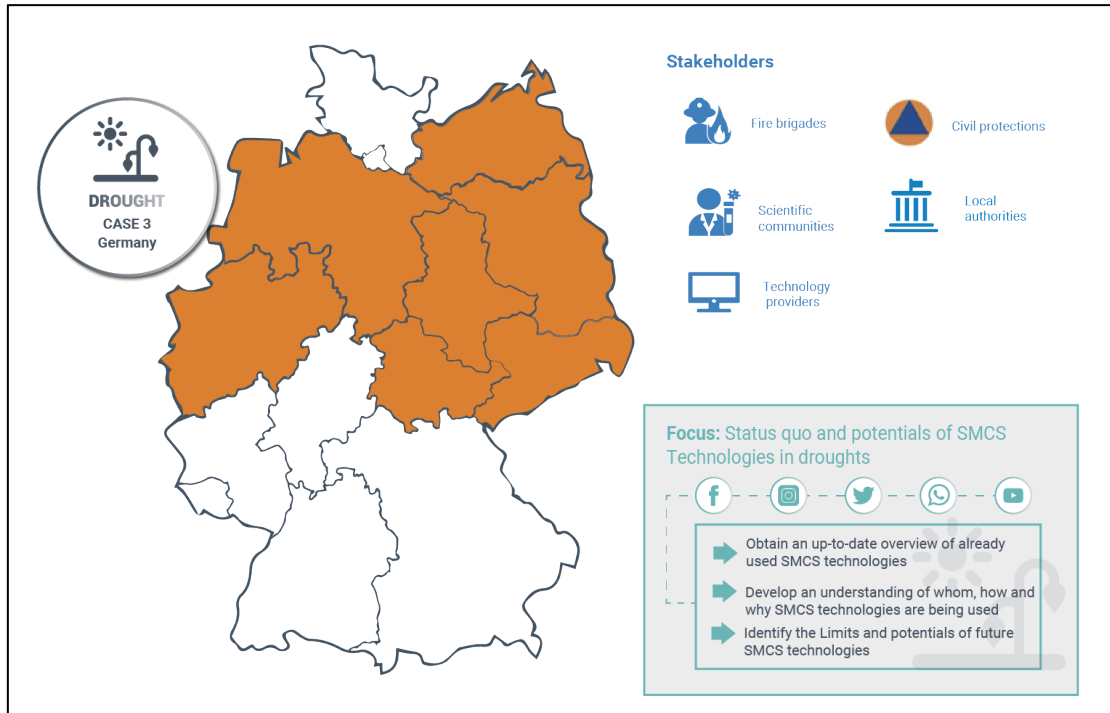 DROUGHT
CASE 3
Germany
Stakeholders
Fire brigades
Civil protections
Scientific
communities
Local
authorities
Technology
providers
Focus: Status quo and potentials of SMCS
Technologies in droughts
Obtain an up-to-date overview of already
used SMCS technologies
Develop an understanding of whom, how and
why SMCS technologies are being used
Identify the Limits and potentials of future
SMCS technologies